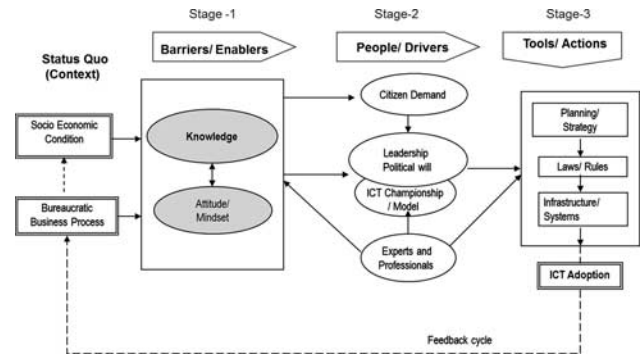 Stage -1
Stage-2
Stage-3
Barriers/ Enablers
People/ Drivers
Tools/ Actions
Status Quo
(Context)
Socio Economic
Condition
Bureaucratic
Business Process
Knowledge
Attitude/
Mindset
Citizen Demand
Leadership
Political will
ICT Championship
/ Model
Experts and
Professionals
Planning/
Strategy
Laws/ Rules
Infrastructure/
Systems
ICT Adoption
Feedback cycle